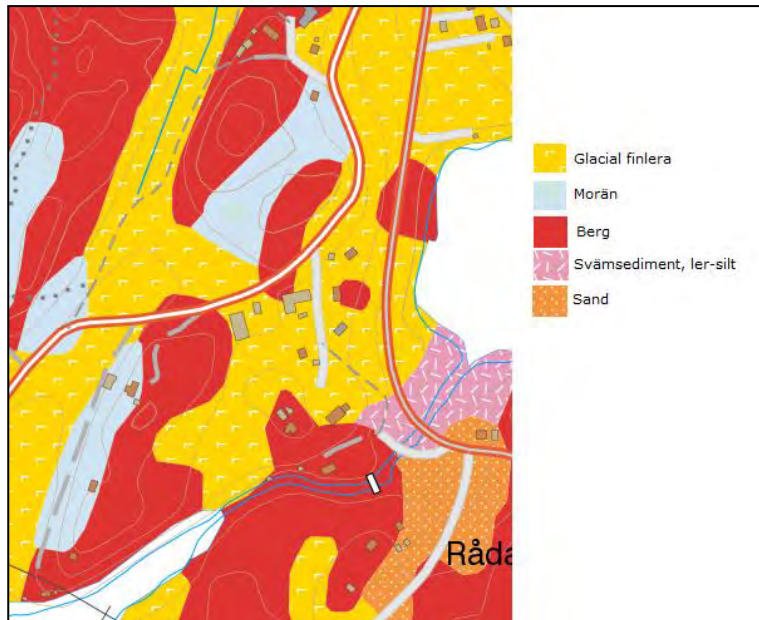 Glacial finlera
Morän
Berg
Svämsediment, ler-silt
Sand
Råda